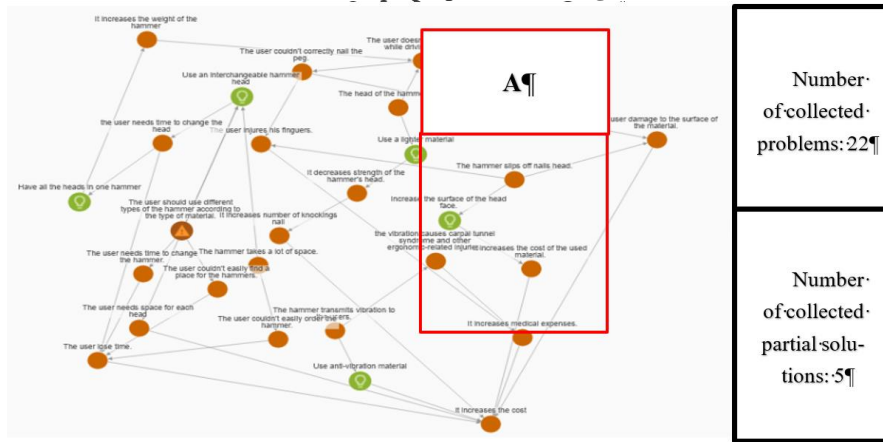 It increases the weight of the
hammer
The user couldn't correctly nail the
peg.
The user
while
Use an interchangeable hammer
head
The head of the
A¶
the user needs time to change the
head
The user injures his finguers.
Use a lighter material
user damage to the surface of
the material.
It decreases strength of the
hammer's head.
The hammer slips off nails head.
Have all the heads in one hammer
The user should use different
types of the hammer according to
the type of material.
Increase the surface of the head
face.
It increases number of knockings
nail
the vibration causes carpal tunnel
syndrome and other
ergonomic-related
It increases the cost of the used
material.
The user needs time to change
the hammer.
The hammer takes a lot of space.
The user couldn't easily find a
place for the hammers.
The user needs space for each
head
The hammer transmits vibration to
The user couldn't easily order the
hammer.
It increases medical expenses.
The user lose time.
Use anti-vibration material
It increases the cost
Number·
of·collected·
problems:·22¶
Number·
of·collected·
partial·solu-
tions:·5¶